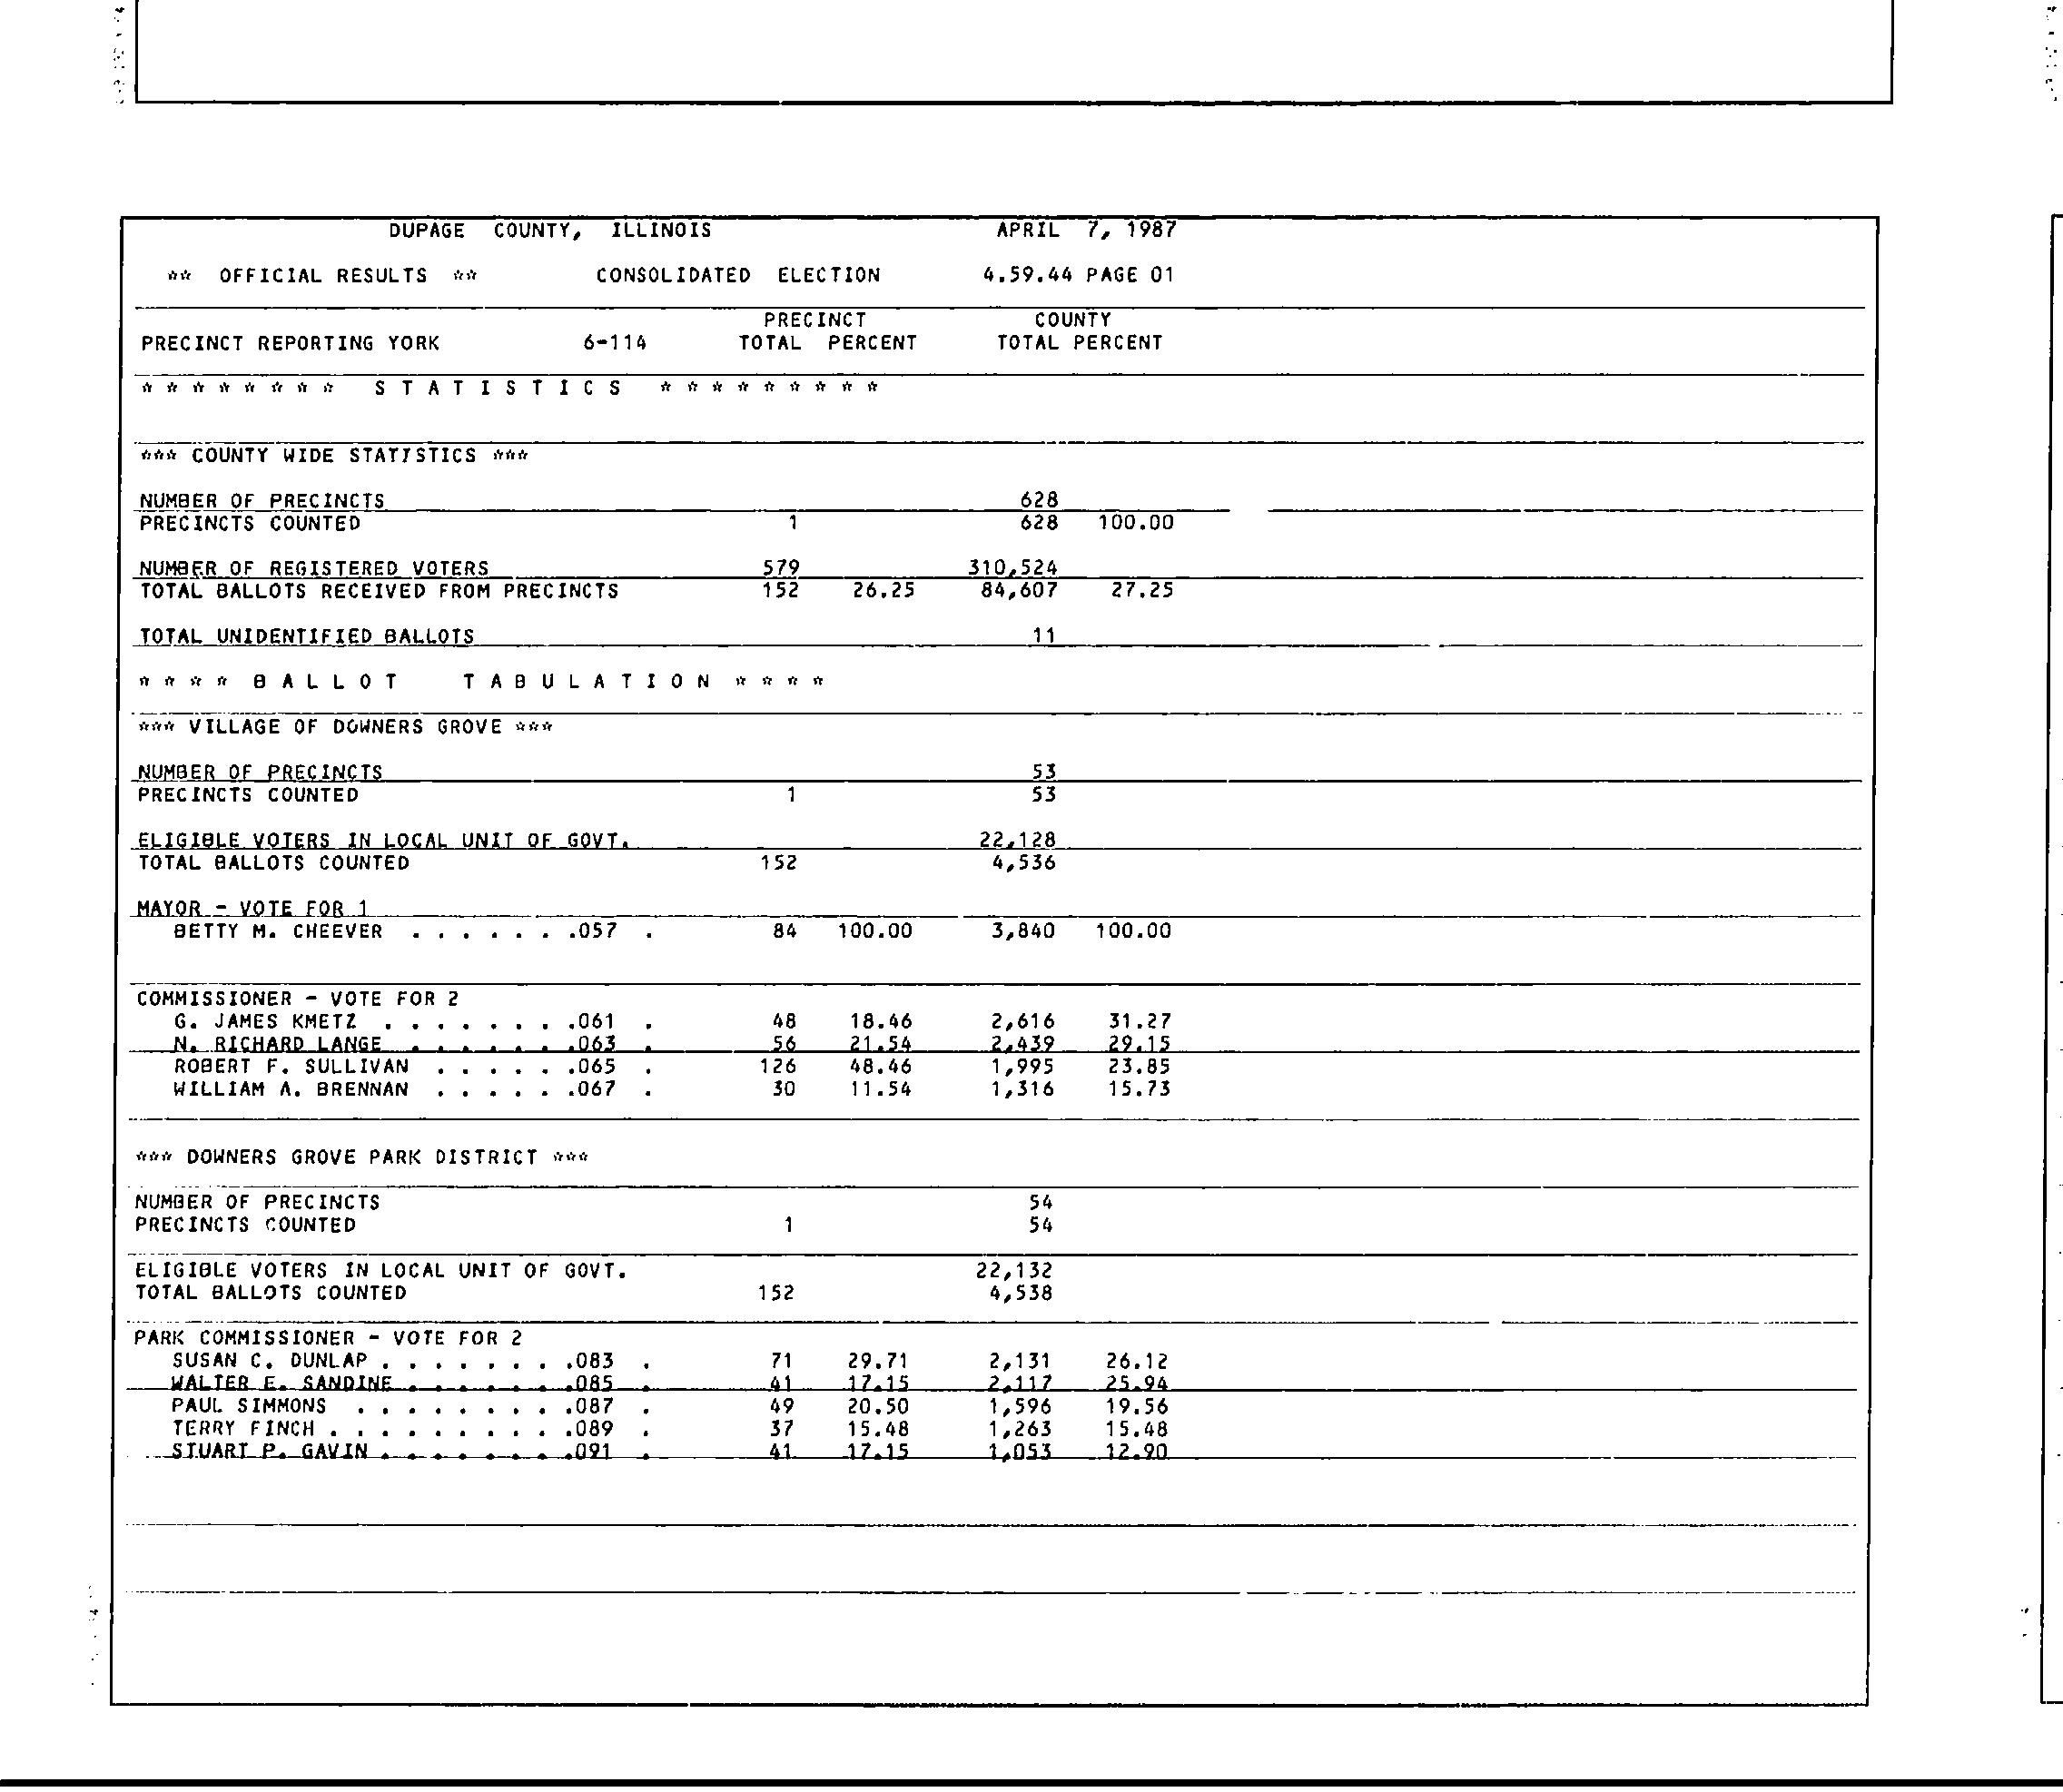 DUPAGE COUNTY, ILLINOIS APRIL 7, 1987
** OFFICIAL RESULTS ** CONSOLIDATED ELECTION 4.59.44 PAGE 01
PRECINCT COUNTY
PRECINCT REPORTING YORK 6-114 TOTAL PERCENT TOTAL PERCENT
* * * * * * * * S T A T I S T I C S * * * * * * * * *
*** COUNTY WIDE STATISTICS ***
NUMBER OF PRECINCTS 628
PRECINCTS COUNTED 1 628 100.00
NUMBER OF REGISTERED VOTERS 579 310,524
TOTAL BALLOTS RECEIVED FROM PRECINCTS 152 26.25 84,607 27.25
TOTAL UNIDENTIFIED BALLOTS 11
* * * * B A L L O T T A B U L A T I O N * * * *
*** VILLAGE OF DOWNERS GROVE ***
NUMBER OF PRECINCTS 53
PRECINCTS COUNTED 1 53
ELIGIBLE VOTERS IN LOCAL UNIT OF GOVT. 22,128
TOTAL BALLOTS COUNTED 152 4,536
MAYOR - VOTE FOR 1
BETTY M. CHEEVER . . . . . . .057 . 84 100.00 3,840 100.00
COMMISSIONER - VOTE FOR 2
G. JAMES KMETZ . . . . . . . .061 . 48 18.46 2,616 31.27
N. RICHARD LANGE . . . . . . .063 . 56 21.54 2,439 29.15
ROBERT F. SULLIVAN . . . . . .065 . 126 48.46 1,995 23.85
WILLIAM A. BRENNAN . . . . . .067 . 30 11.54 1,316 15.73
*** DOWNERS GROVE PARK DISTRICT ***
NUMBER OF PRECINCTS 54
PRECINCTS COUNTED 1 54
ELIGIBLE VOTERS IN LOCAL UNIT OF GOVT. 22,132
TOTAL BALLOTS COUNTED 152 4,538
PARK COMMISSIONER - VOTE FOR 2
SUSAN C. DUNLAP . . . . . . . .083 . 71 29.71 2,131 26.12
WALTER E. SANDINE . . . . . . .085 . 41 17.15 2,117 25.94
PAUL SIMMONS . . . . . . . . .087 . 49 20.50 1,596 19.56
TERRY FINCH . . . . . . . . . .089 . 37 15.48 1,263 15.48
STUART P. GAVIN . . . . . . . .091 . 41 17.15 1,053 12.90